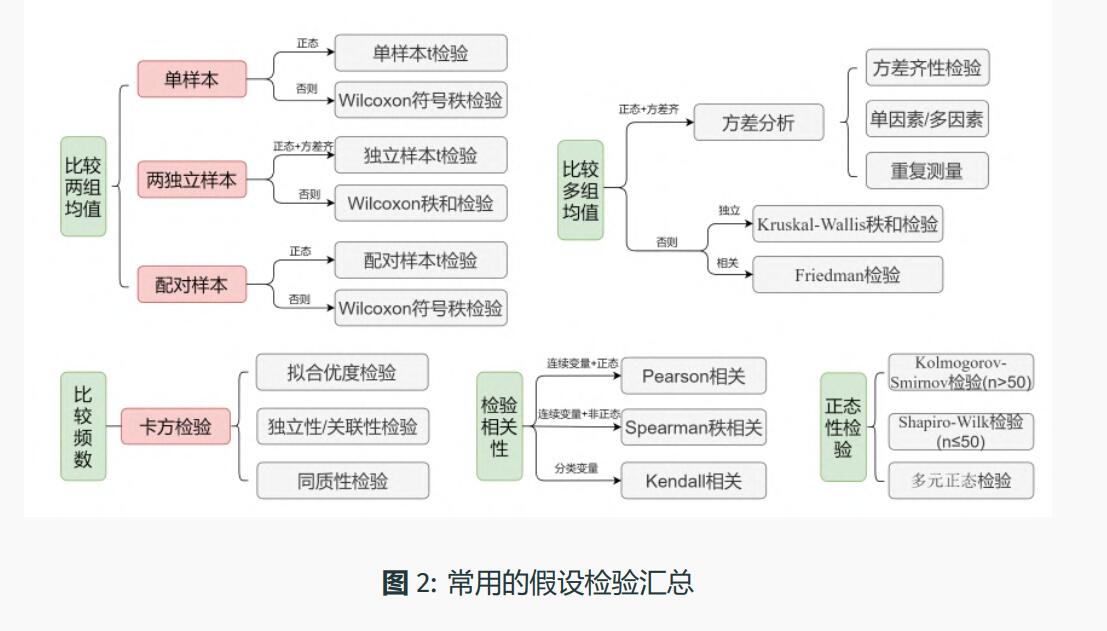 比较
两组
均值
单样本
正态
单样本t检验
否则
Wilcoxon符号秩检验
两独立样本
正态+方差齐
独立样本t检验
否则
Wilcoxon秩和检验
配对样本
正态
配对样本t检验
否则
Wilcoxon符号秩检验
比较
多组
均值
正态+方差齐
方差分析
方差齐性检验
单因素/多因素
重复测量
否则
独立
Kruskal-Wallis秩和检验
相关
Friedman检验
比
较
频
数
卡方检验
拟合优度检验
独立性/关联性检验
同质性检验
检验
相关
性
连续变量+正态
Pearson相关
连续变量+非正态
Spearman秩相关
分类变量
Kendall相关
正态
性检
验
Kolmogorov-
Smirnov检验(n>50)
Shapiro-Wilk检验
(n≤50)
多元正态检验
图 2: 常用的假设检验汇总